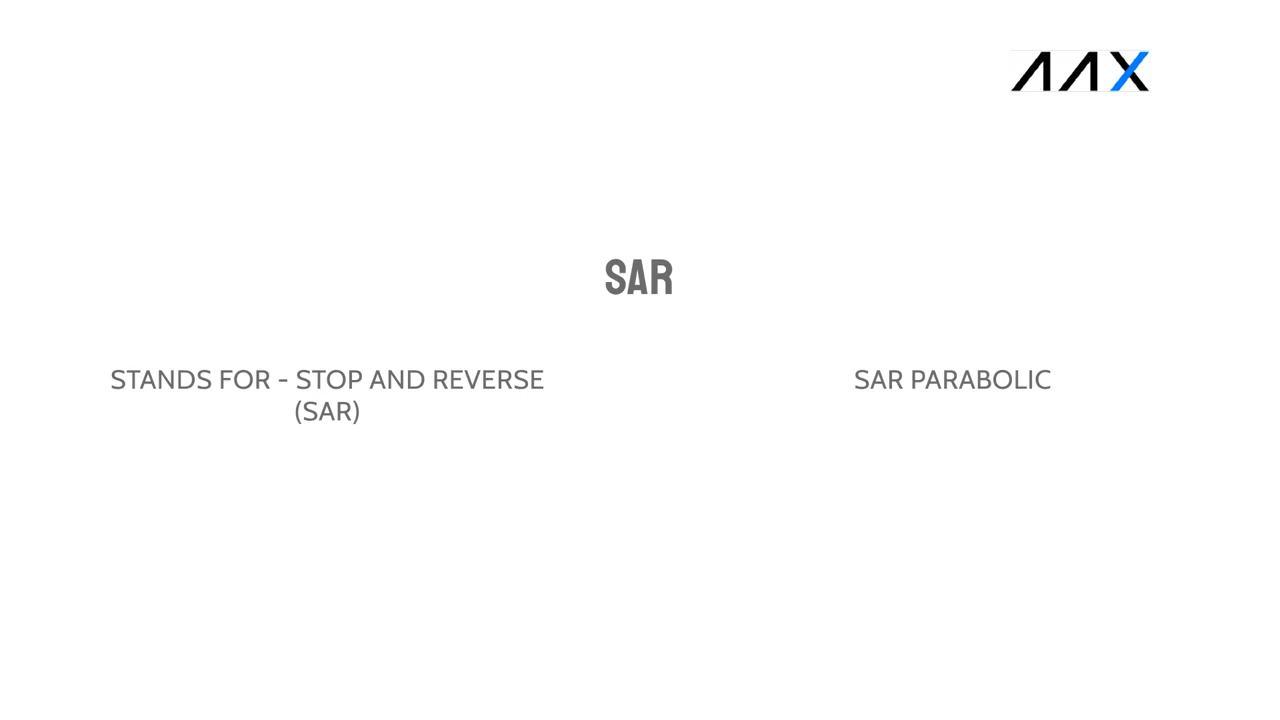 AAX
SAR
STANDS FOR - STOP AND REVERSE
(SAR)
SAR PARABOLIC